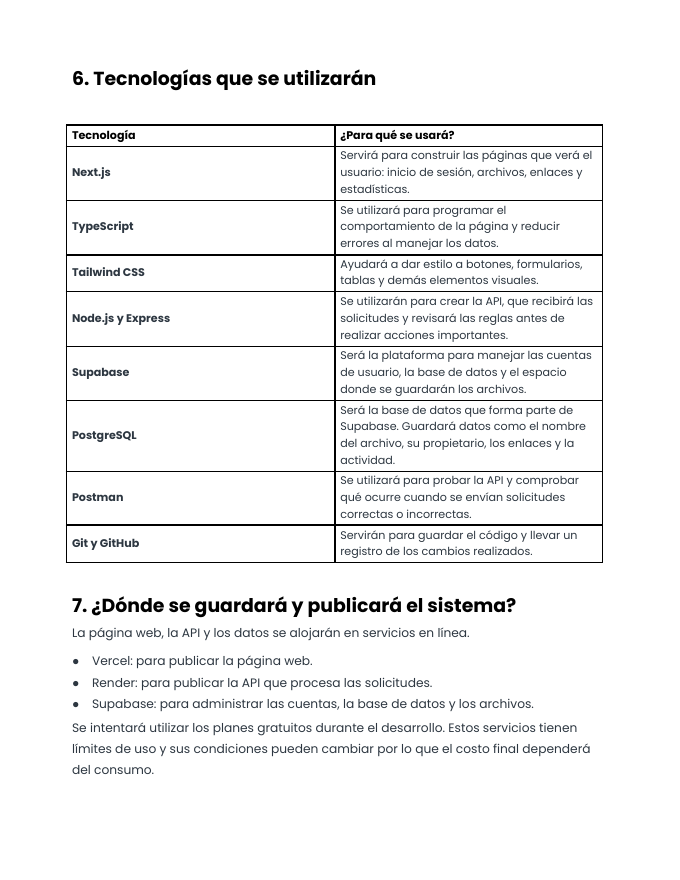 6. Tecnologías que se utilizarán
Tecnología
¿Para qué se usará?
Next.js
Servirá para construir las páginas que verá el
usuario: inicio de sesión, archivos, enlaces y
estadísticas.
TypeScript
Se utilizará para programar el
comportamiento de la página y reducir
errores al manejar los datos.
Tailwind CSS
Ayudará a dar estilo a botones, formularios,
tablas y demás elementos visuales.
Node.js y Express
Se utilizarán para crear la API, que recibirá las
solicitudes y revisará las reglas antes de
realizar acciones importantes.
Supabase
Será la plataforma para manejar las cuentas
de usuario, la base de datos y el espacio
donde se guardarán los archivos.
PostgreSQL
Será la base de datos que forma parte de
Supabase. Guardará datos como el nombre
del archivo, su propietario, los enlaces y la
actividad.
Postman
Se utilizará para probar la API y comprobar
qué ocurre cuando se envían solicitudes
correctas o incorrectas.
Git y GitHub
Servirán para guardar el código y llevar un
registro de los cambios realizados.
7. ¿Dónde se guardará y publicará el sistema?
La página web, la API y los datos se alojarán en servicios en línea.
● Vercel: para publicar la página web.
● Render: para publicar la API que procesa las solicitudes.
● Supabase: para administrar las cuentas, la base de datos y los archivos.
Se intentará utilizar los planes gratuitos durante el desarrollo. Estos servicios tienen
límites de uso y sus condiciones pueden cambiar por lo que el costo final dependerá
del consumo.